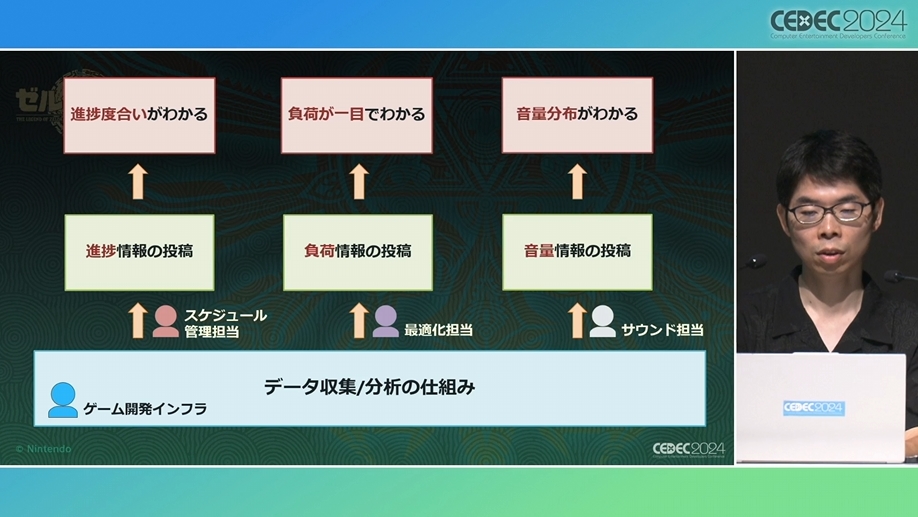 CEDEC2024
Computer Entertainment Developers Conference
ゼル
進捗度合いがわかる
負荷が一目でわかる
音量分布がわかる
進捗情報の投稿
負荷情報の投稿
音量情報の投稿
スケジュール
管理担当
最適化担当
サウンド担当
データ収集/分析の仕組み
ゲーム開発インフラ
© Nintendo
CEDEC2024
CEDEC2024